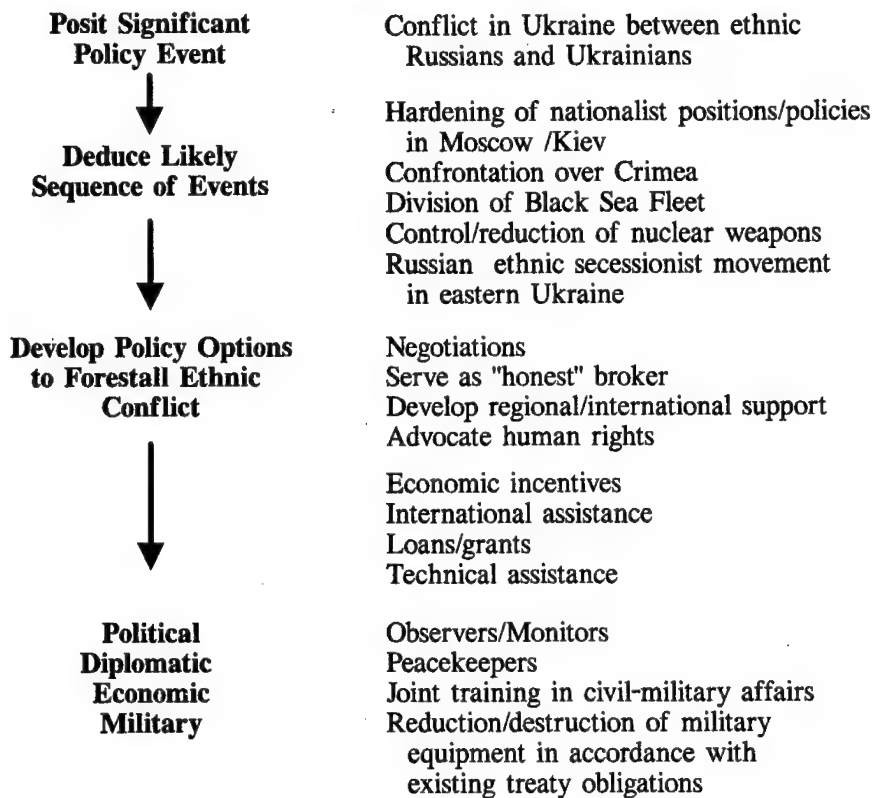 Posit Significant
Policy Event
Conflict in Ukraine between ethnic
Russians and Ukrainians
Deduce Likely
Sequence of Events
Hardening of nationalist positions/policies
in Moscow /Kiev
Confrontation over Crimea
Division of Black Sea Fleet
Control/reduction of nuclear weapons
Russian ethnic secessionist movement
in eastern Ukraine
Develop Policy Options
to Forestall Ethnic
Conflict
Negotiations
Serve as "honest" broker
Develop regional/international support
Advocate human rights
Economic incentives
International assistance
Loans/grants
Technical assistance
Political
Diplomatic
Economic
Military
Observers/Monitors
Peacekeepers
Joint training in civil-military affairs
Reduction/destruction of military
equipment in accordance with
existing treaty obligations